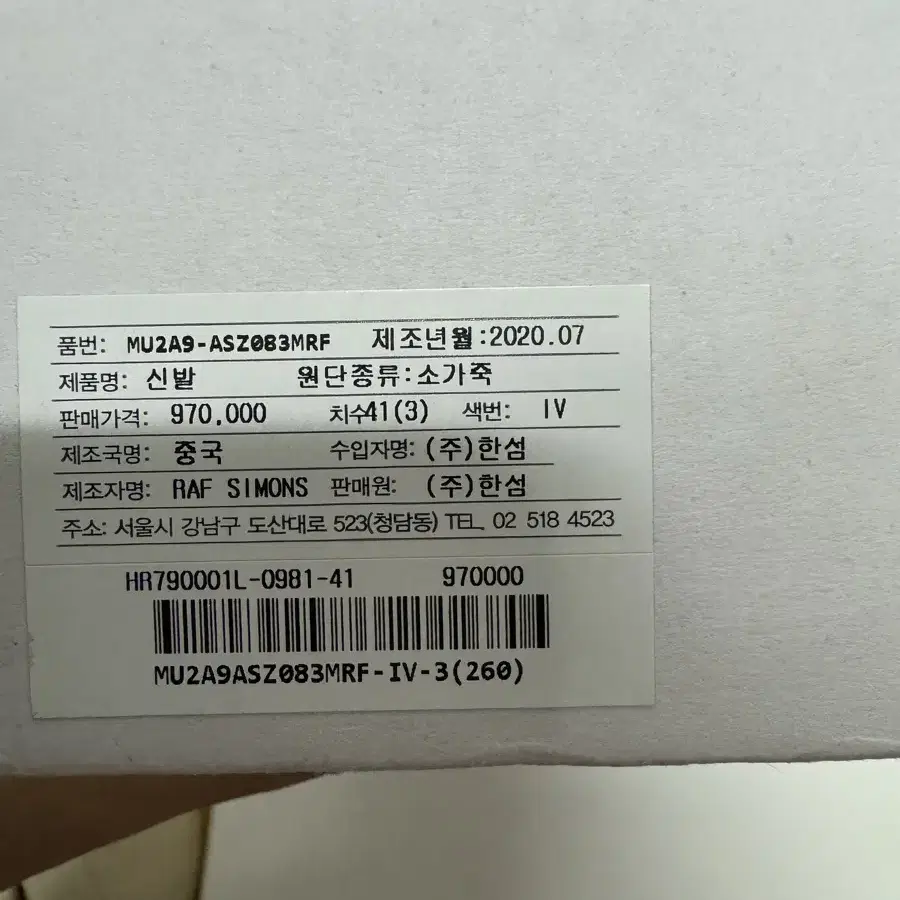 품번: MU2A9-ASZ083MRF 제조년월:2020.07
제품명: 신발 원단종류:소가죽
판매가격: 970,000 치수41(3) 색번: IV
제조국명: 중국 수입자명: (주)한섬
제조자명: RAF SIMONS 판매원: (주)한섬
주소: 서울시 강남구 도산대로 523(청담동) TEL. 02 518 4523
HR790001L-0981-41 970000
MU2A9ASZ083MRF-IV-3(260)